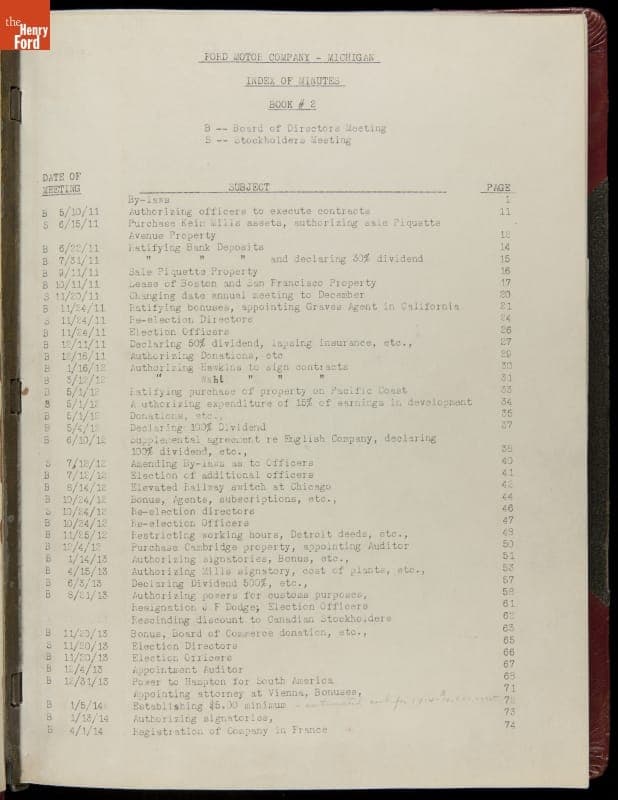 the
Henry
Ford
FORD MOTOR COMPANY - MICHIGAN
INDEX OF MINUTES
BOOK # 2
B -- Board of Directors Meeting
S -- Stockholders Meeting
DATE OF
MEETING SUBJECT PAGE
By-laws 1
B 5/10/11 Authorizing officers to execute contracts 11
S 6/15/11 Purchase Keim Mills assets, authorizing sale Piquette
Avenue Property 12
B 6/22/11 Ratifying Bank Deposits 14
B 7/31/11 " " " and declaring 30% dividend 15
B 9/11/11 Sale Piquette Property 16
B 10/11/11 Lease of Boston and San Francisco Property 17
S 11/20/11 Changing date annual meeting to December 20
B 11/24/11 Ratifying bonuses, appointing Graves Agent in California 21
S 11/24/11 Re-election Directors 24
B 11/24/11 Election Officers 26
B 12/11/11 Declaring 50% dividend, lapsing insurance, etc., 27
B 12/16/11 Authorizing Donations, etc 29
B 1/16/12 Authorizing Hawkins to sign contracts 30
B 3/12/12 " Wahl " " " 31
B 5/1/12 Ratifying purchase of property on Pacific Coast 33
S 5/1/12 Authorizing expenditure of 15% of earnings in development 34
B 5/1/12 Donations, etc., 35
B 5/4/12 Declaring 100% Dividend 37
B 6/10/12 Supplemental agreement re English Company, declaring
100% dividend, etc., 38
S 7/12/12 Amending By-laws as to Officers 40
B 7/12/12 Election of additional officers 41
B 8/14/12 Elevated Railway switch at Chicago 42
B 10/24/12 Bonus, Agents, subscriptions, etc., 44
S 10/24/12 Re-election directors 46
B 10/24/12 Re-election Officers 47
B 11/25/12 Restricting working hours, Detroit deeds, etc., 48
B 12/4/12 Purchase Cambridge property, appointing Auditor 50
B 1/14/13 Authorizing signatories, Bonus, etc., 51
B 4/15/13 Authorizing Mills signatory, cost of plants, etc., 53
B 6/3/13 Declaring Dividend 500%, etc., 57
B 8/21/13 Authorizing powers for customs purposes, 58
Resignation J F Dodge; Election Officers 61
Rescinding discount to Canadian Stockholders 62
B 11/20/13 Bonus, Board of Commerce donation, etc., 63
S 11/20/13 Election Directors 65
B 11/20/13 Election Officers 66
B 12/4/13 Appointment Auditor 67
B 12/31/13 Power to Hampton for South America 68
Appointing attorney at Vienna, Bonuses, 71
B 1/5/14 Establishing $5.00 minimum 72
B 1/13/14 Authorizing signatories, 73
B 4/1/14 Registration of Company in France 74